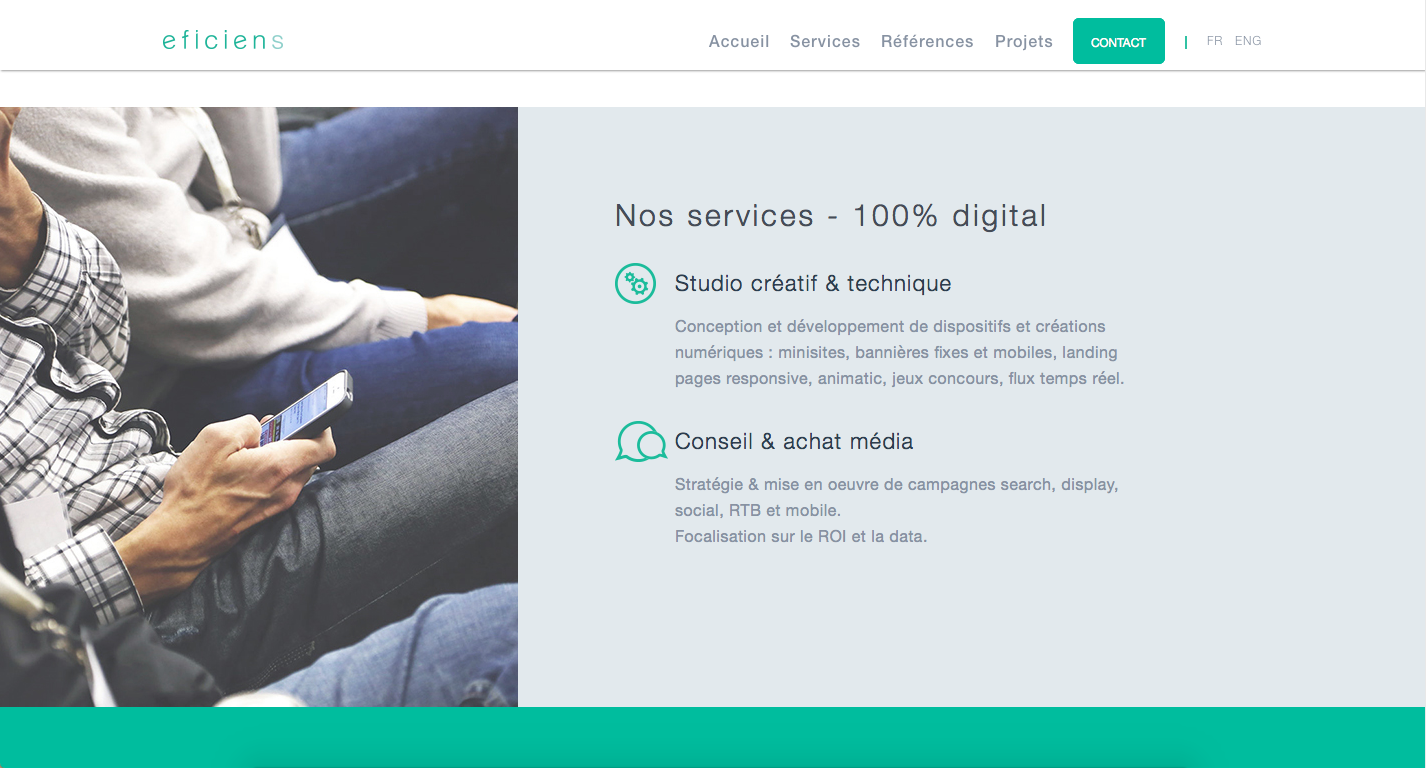 eficiens
Accueil Services Références Projets CONTACT | FR ENG
Nos services - 100% digital
Studio créatif & technique
Conception et développement de dispositifs et créations
numériques : minisites, bannières fixes et mobiles, landing
pages responsive, animatic, jeux concours, flux temps réel.
Conseil & achat média
Stratégie & mise en oeuvre de campagnes search, display,
social, RTB et mobile.
Focalisation sur le ROI et la data.